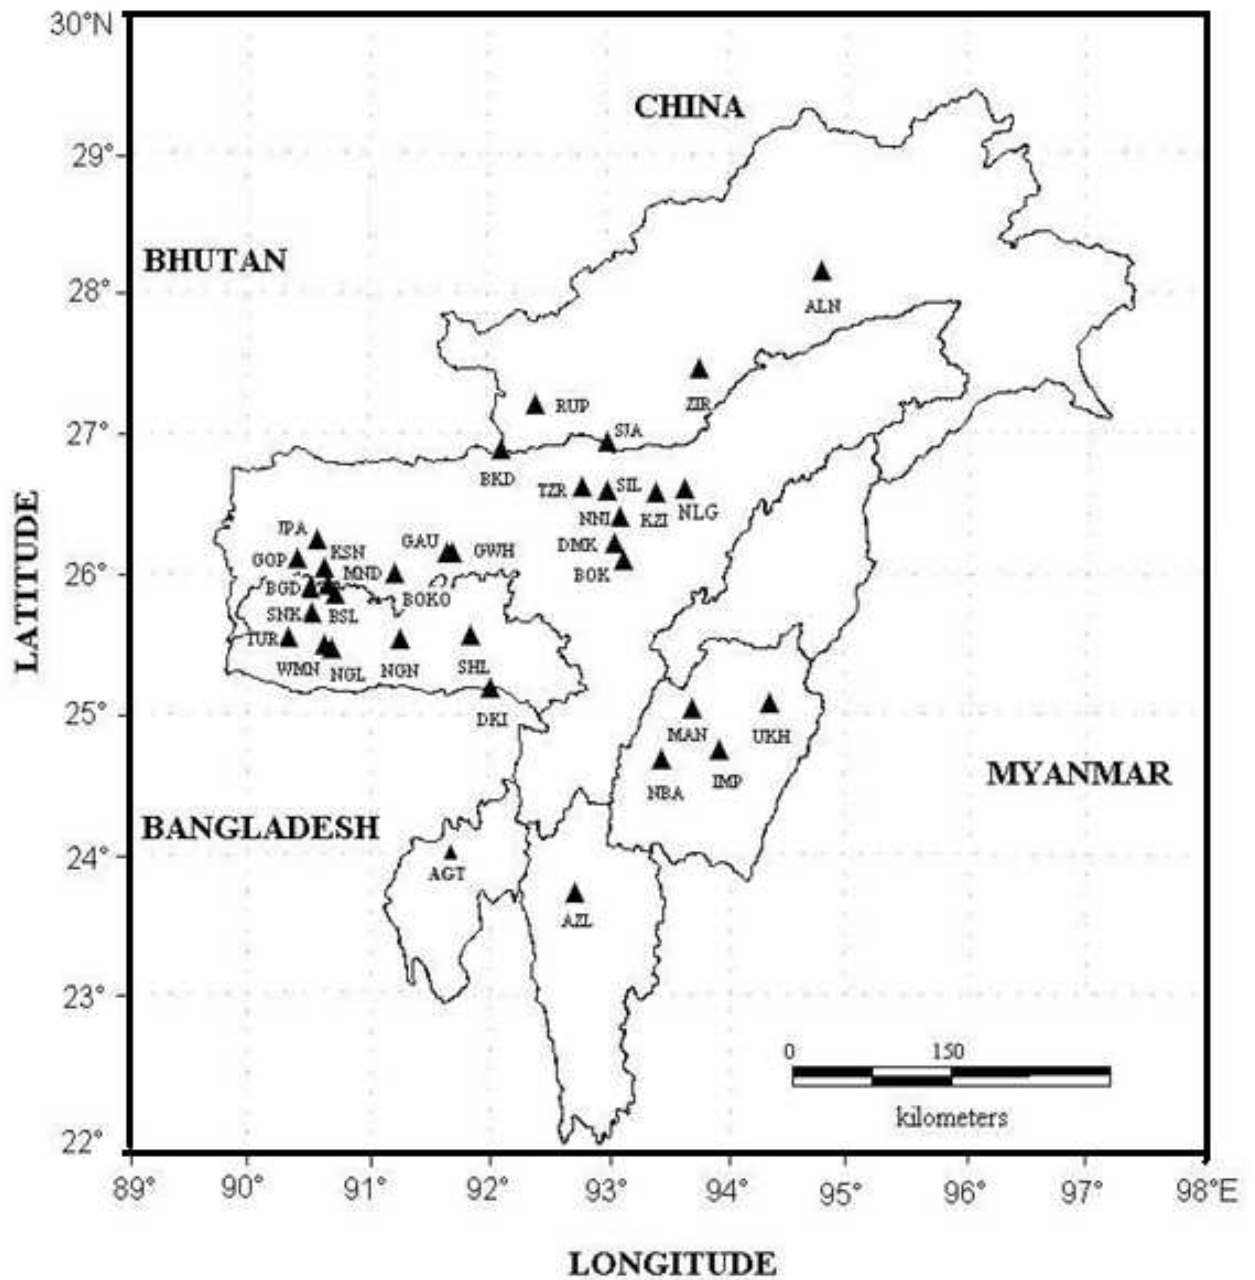 30°N
CHINA
29°
BHUTAN
28°
ALN
ZIR
RUP
27°
SJA
BKD
TZR
SIL
NLG
NNI
KZI
JPA
KSN
GAU
GWH
DMK
GOP
MND
BOK
26°
BGD
BOKO
SNK
BSL
TUR
WMN
NGL
NGN
SHL
25°
DKI
MAN
UKH
IMP
NBA
MYANMAR
BANGLADESH
24°
AGT
AZL
23°
0 150
kilometers
22°
89° 90° 91° 92° 93° 94° 95° 96° 97° 98°E
LATITUDE
LONGITUDE